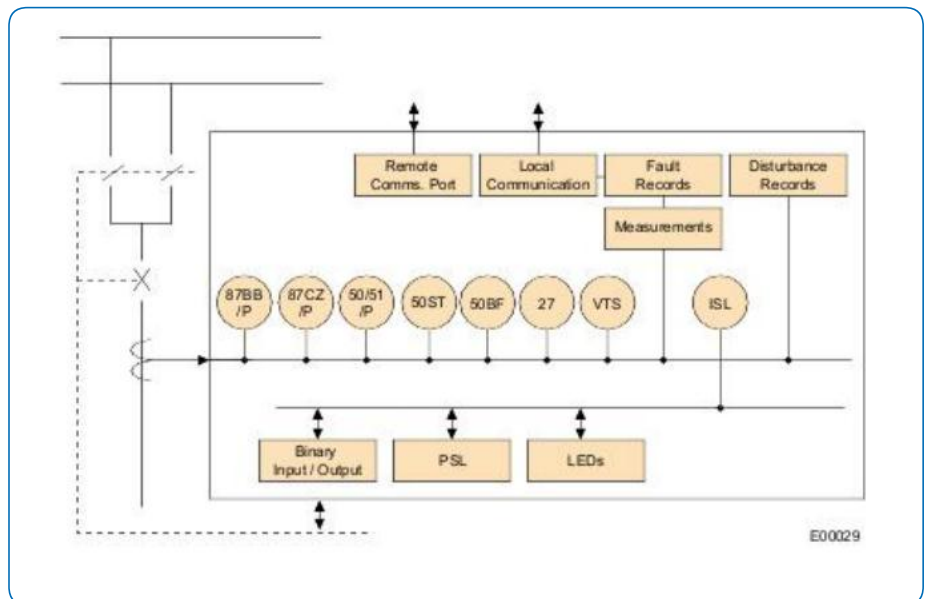 Remote
Comms. Port
Local
Communication
Fault
Records
Disturbance
Records
Measurements
87BB
/P
87CZ
/P
50/51
/P
50ST
50BF
27
VTS
ISL
Binary
Input / Output
PSL
LEDs
E00029